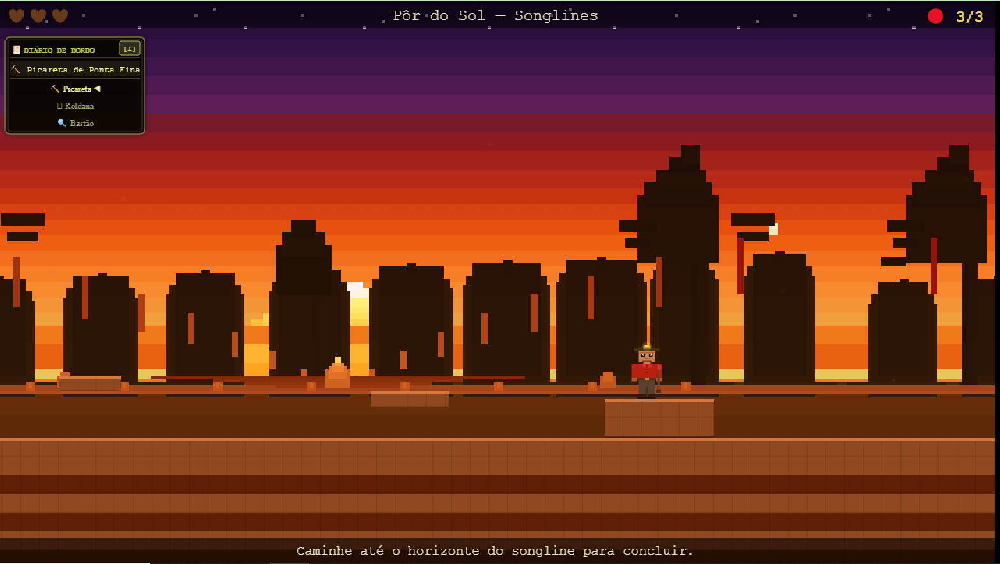 Pôr do Sol — Songlines
3/3
DIÁRIO DE BORDO [I]
Picareta de Ponta Fina
Picareta ◀
Roldana
Bastão
Caminhe até o horizonte do songline para concluir.